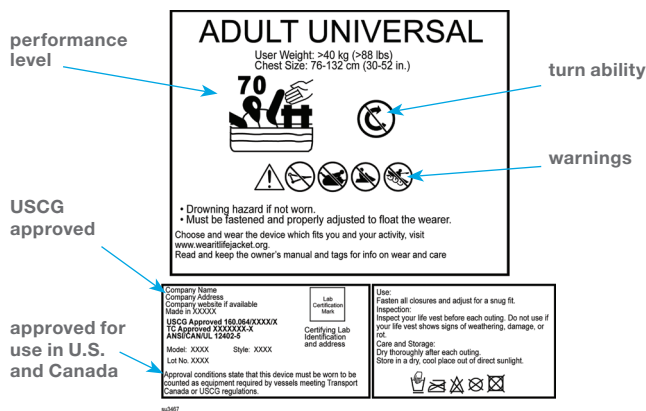 performance
level
ADULT UNIVERSAL
User Weight: >40 kg (>88 lbs)
Chest Size: 76-132 cm (30-52 in.)
70
turn ability
warnings
• Drowning hazard if not worn.
• Must be fastened and properly adjusted to float the wearer.
Choose and wear the device which fits you and your activity, visit
www.wearitlifejacket.org.
Read and keep the owner's manual and tags for info on wear and care
USCG
approved
approved for
use in U.S.
and Canada
Company Name
Company Address
Company website if available
Made in XXXXX
USCG Approved 160.064/XXXX/X
TC Approved XXXXXXX-X
ANSI/CAN/UL 12402-5
Model: XXXX Style: XXXX
Lot No. XXXX
Lab
Certification
Mark
Certifying Lab
Identification
and address
Approval conditions state that this device must be worn to be
counted as equipment required by vessels meeting Transport
Canada or USCG regulations.
Use:
Fasten all closures and adjust for a snug fit.
Inspection:
Inspect your life vest before each outing. Do not use if
your life vest shows signs of weathering, damage, or
rot.
Care and Storage:
Dry thoroughly after each outing.
Store in a dry, cool place out of direct sunlight.
su3467